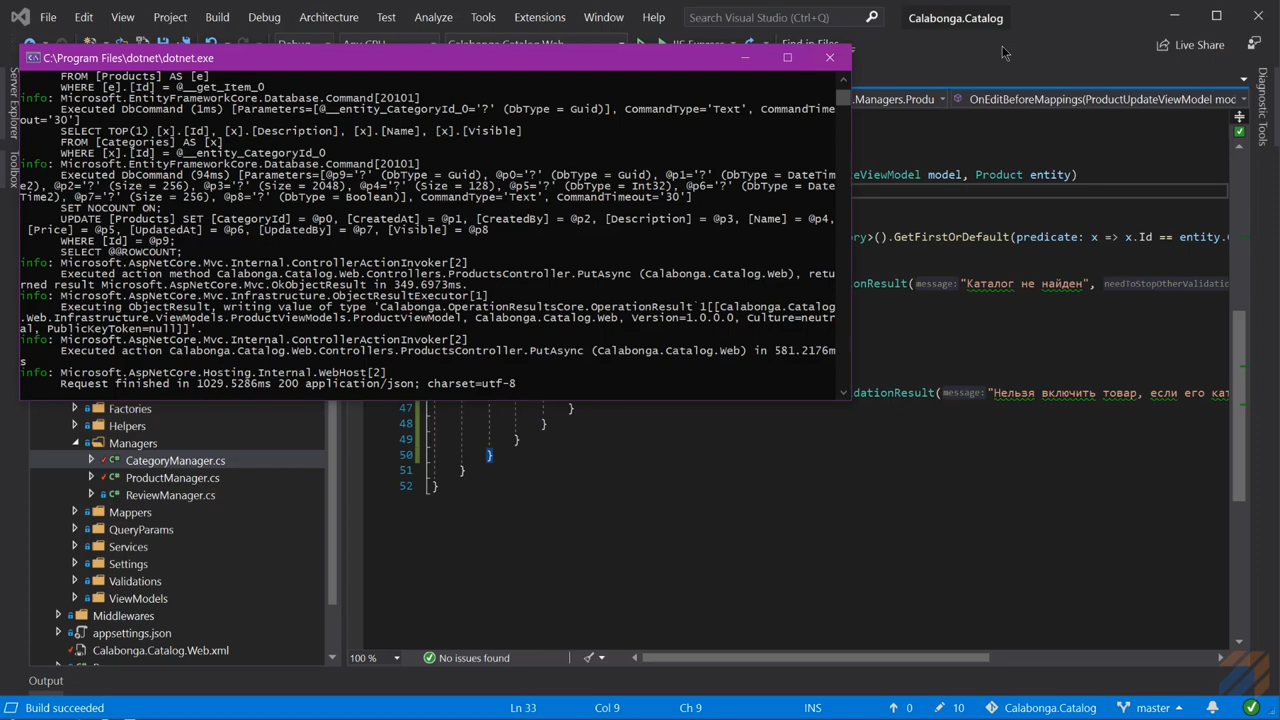 File Edit View Project Build Debug Architecture Test Analyze Tools Extensions Window Help Search Visual Studio (Ctrl+Q) Calabonga.Catalog
Live Share
C:\Program Files\dotnet\dotnet.exe
FROM [Products] AS [e]
WHERE [e].[Id] = @__get_Item_0
info: Microsoft.EntityFrameworkCore.Database.Command[20101]
Executed DbCommand (1ms) [Parameters=[@__entity_CategoryId_0='?' (DbType = Guid)], CommandType='Text', CommandTime
out='30']
SELECT TOP(1) [x].[Id], [x].[Description], [x].[Name], [x].[Visible]
FROM [Categories] AS [x]
WHERE [x].[Id] = @__entity_CategoryId_0
info: Microsoft.EntityFrameworkCore.Database.Command[20101]
Executed DbCommand (94ms) [Parameters=[@p9='?' (DbType = Guid), @p0='?' (DbType = Guid), @p1='?' (DbType = DateTim
e2), @p2='?' (Size = 256), @p3='?' (Size = 2048), @p4='?' (Size = 128), @p5='?' (DbType = Int32), @p6='?' (DbType = Date
Time2), @p7='?' (Size = 256), @p8='?' (DbType = Boolean)], CommandType='Text', CommandTimeout='30']
SET NOCOUNT ON;
UPDATE [Products] SET [CategoryId] = @p0, [CreatedAt] = @p1, [CreatedBy] = @p2, [Description] = @p3, [Name] = @p4,
[Price] = @p5, [UpdatedAt] = @p6, [UpdatedBy] = @p7, [Visible] = @p8
WHERE [Id] = @p9;
SELECT @@ROWCOUNT;
info: Microsoft.AspNetCore.Mvc.Internal.ControllerActionInvoker[2]
Executed action method Calabonga.Catalog.Web.Controllers.ProductsController.PutAsync (Calabonga.Catalog.Web), retu
rned result Microsoft.AspNetCore.Mvc.OkObjectResult in 349.6973ms.
info: Microsoft.AspNetCore.Mvc.Infrastructure.ObjectResultExecutor[1]
Executing ObjectResult, writing value of type 'Calabonga.OperationResultsCore.OperationResult`1[[Calabonga.Catalog
.Web.Infrastructure.ViewModels.ProductViewModels.ProductViewModel, Calabonga.Catalog.Web, Version=1.0.0.0, Culture=neutr
al, PublicKeyToken=null]]'.
info: Microsoft.AspNetCore.Mvc.Internal.ControllerActionInvoker[2]
Executed action Calabonga.Catalog.Web.Controllers.ProductsController.PutAsync (Calabonga.Catalog.Web) in 581.2176m
s
info: Microsoft.AspNetCore.Hosting.Internal.WebHost[2]
Request finished in 1029.5286ms 200 application/json; charset=utf-8
.Managers.Produ OnEditBeforeMappings(ProductUpdateViewModel moc
teViewModel model, Product entity)
ory>().GetFirstOrDefault(predicate: x => x.Id == entity.
onResult(message:"Каталог не найден", needToStopOtherValidatio
dationResult(message:"Нельзя включить товар, если его кат
Server Explorer
Toolbox
Diagnostic Tools
Factories
Helpers
Managers
CategoryManager.cs
ProductManager.cs
ReviewManager.cs
Mappers
QueryParams
Services
Settings
Validations
ViewModels
Middlewares
appsettings.json
Calabonga.Catalog.Web.xml
47 }
48 }
49 }
50 }
51 }
52 }
100 % No issues found
Output
Build succeeded Ln 33 Col 9 Ch 9 INS 0 10 Calabonga.Catalog master